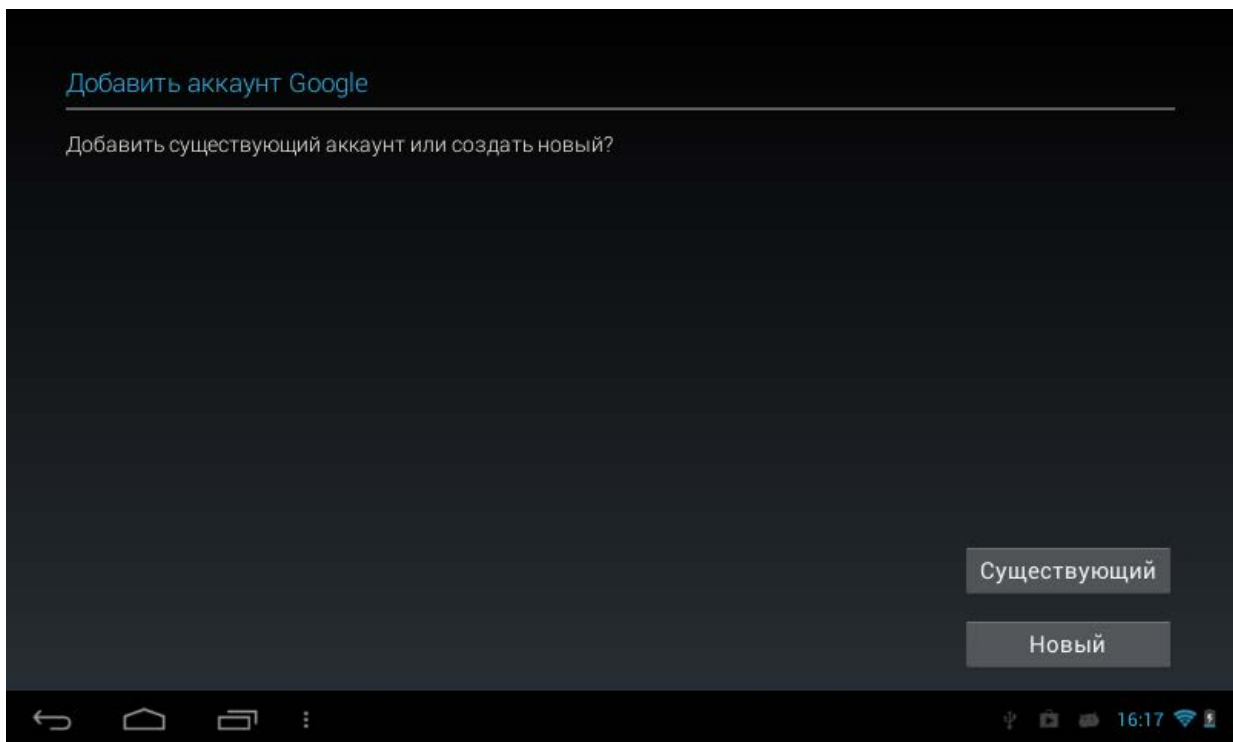 Добавить аккаунт Google
Добавить существующий аккаунт или создать новый?
Существующий
Новый
16:17